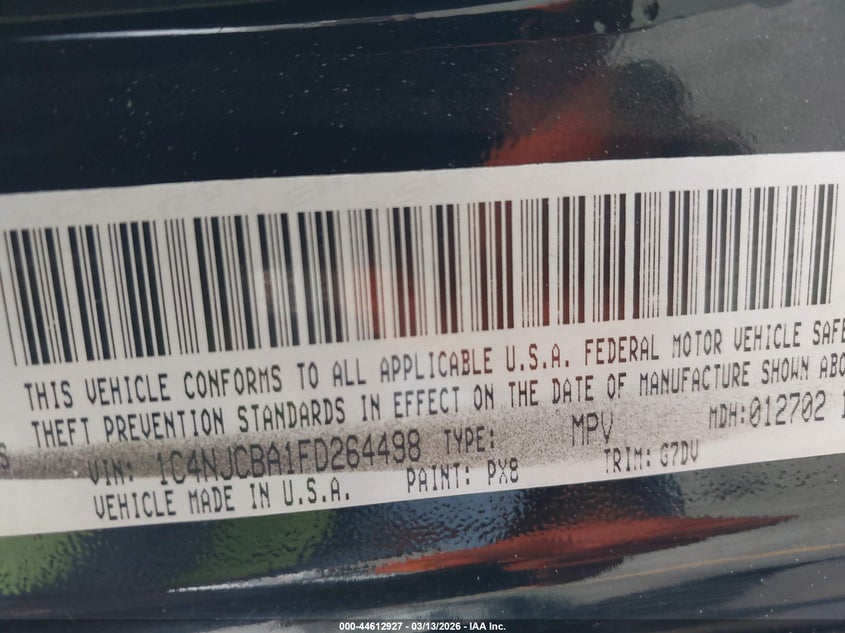 THIS VEHICLE CONFORMS TO ALL APPLICABLE U.S.A. FEDERAL MOTOR VEHICLE SAFE
THEFT PREVENTION STANDARDS IN EFFECT ON THE DATE OF MANUFACTURE SHOWN ABO
S VIN: 1C4NJCBA1FD264498 TYPE: MPV MDH:012702 1
VEHICLE MADE IN U.S.A. PAINT: PX8 TRIM: G7DV
000-44612927 - 03/13/2026 - IAA Inc.